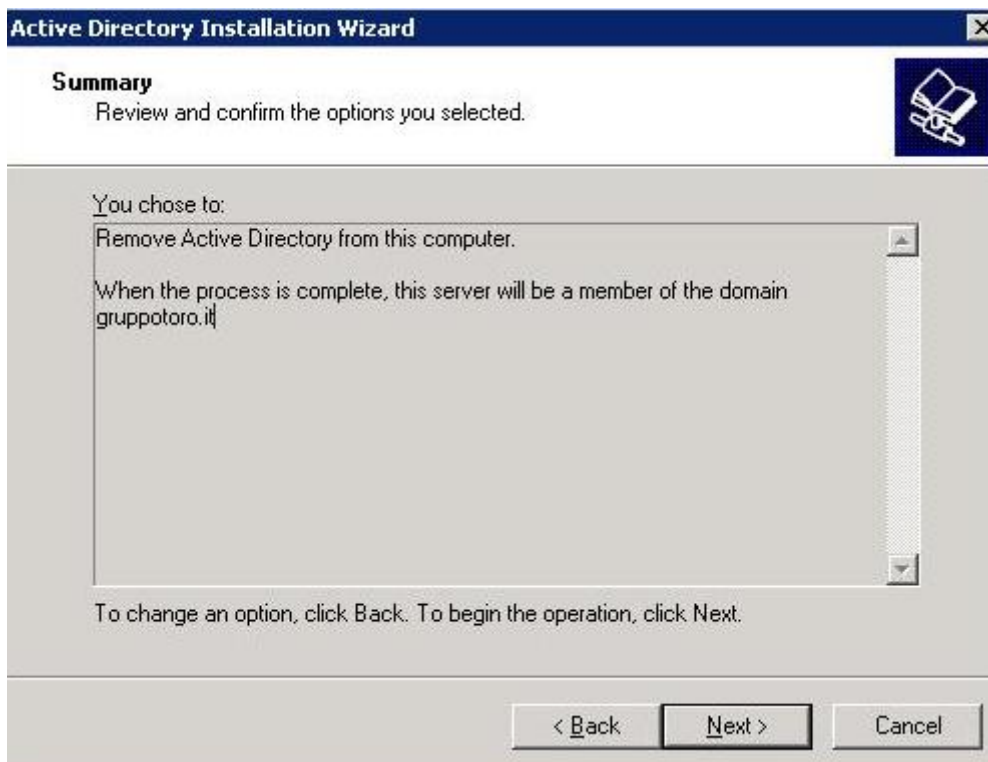 Active Directory Installation Wizard
Summary
Review and confirm the options you selected.
You chose to:
Remove Active Directory from this computer.
When the process is complete, this server will be a member of the domain
gruppotoro.it
To change an option, click Back. To begin the operation, click Next.
< Back
Next >
Cancel